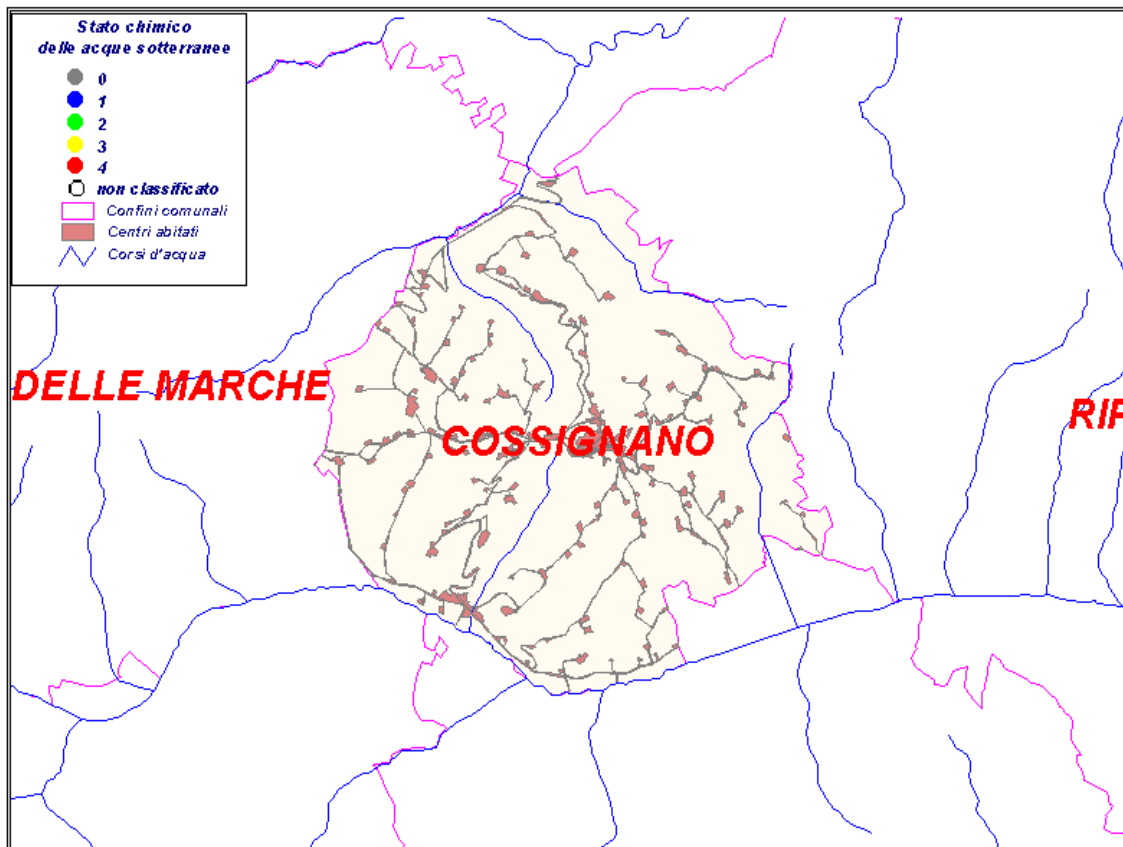 Stato chimico
delle acque sotterranee
0
1
2
3
4
non classificato
Confini comunali
Centri abitati
Corsi d'acqua
DELLE MARCHE
COSSIGNANO
RIP